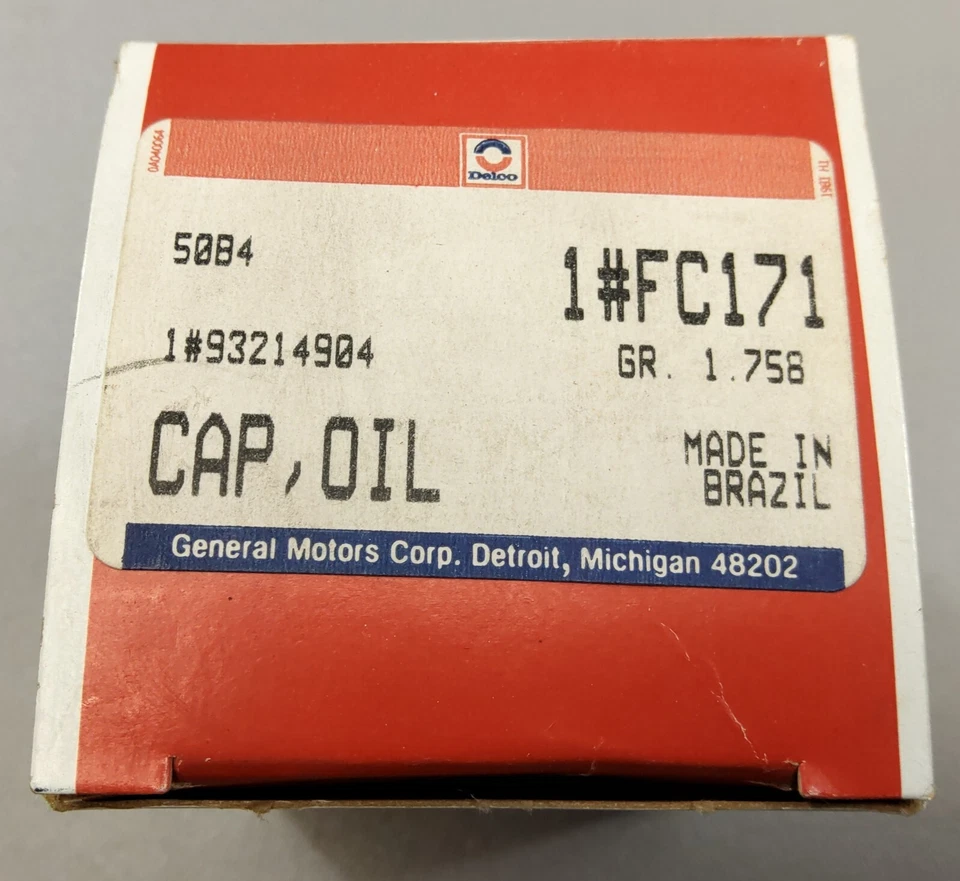 0A040064
Delco
50B4
1#FC171
1#93214904
GR. 1.758
CAP,OIL
MADE IN
BRAZIL
General Motors Corp. Detroit, Michigan 48202